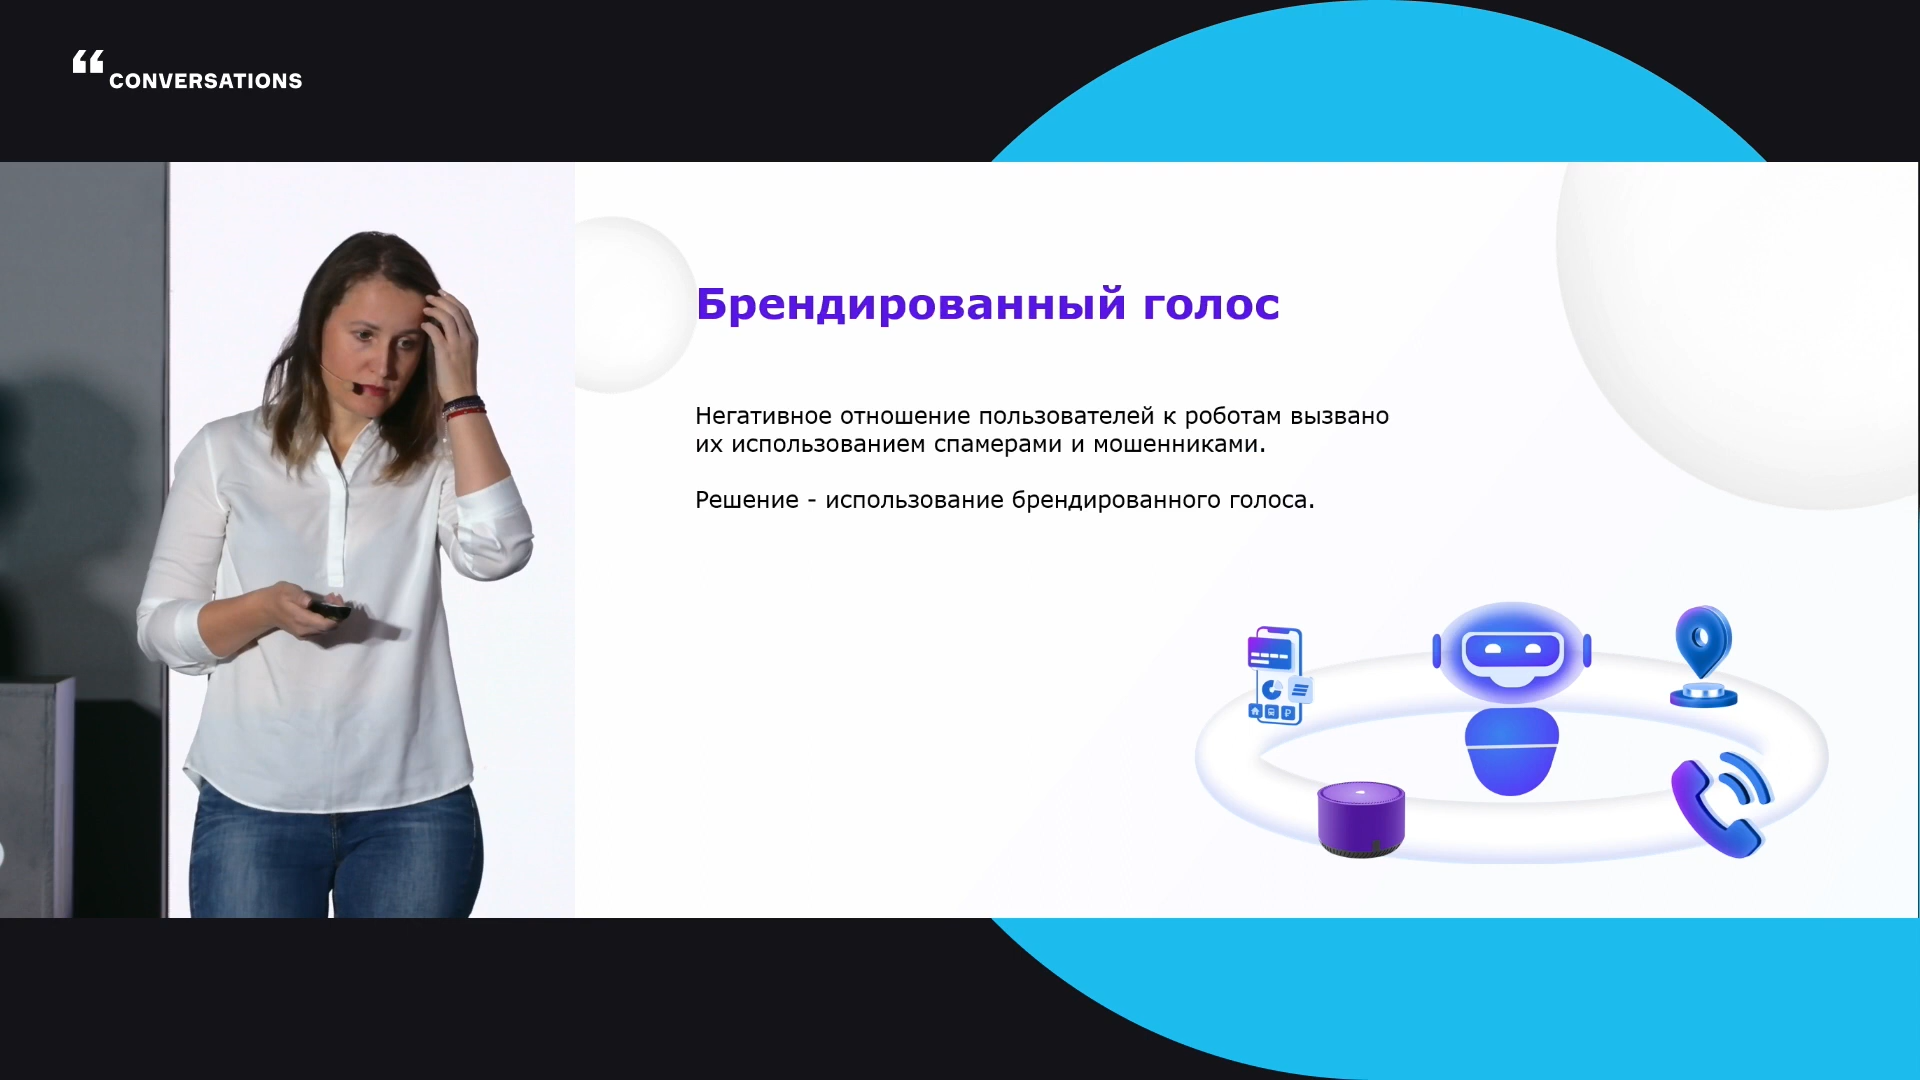 “ CONVERSATIONS
Брендированный голос
Негативное отношение пользователей к роботам вызвано
их использованием спамерами и мошенниками.
Решение - использование брендированного голоса.